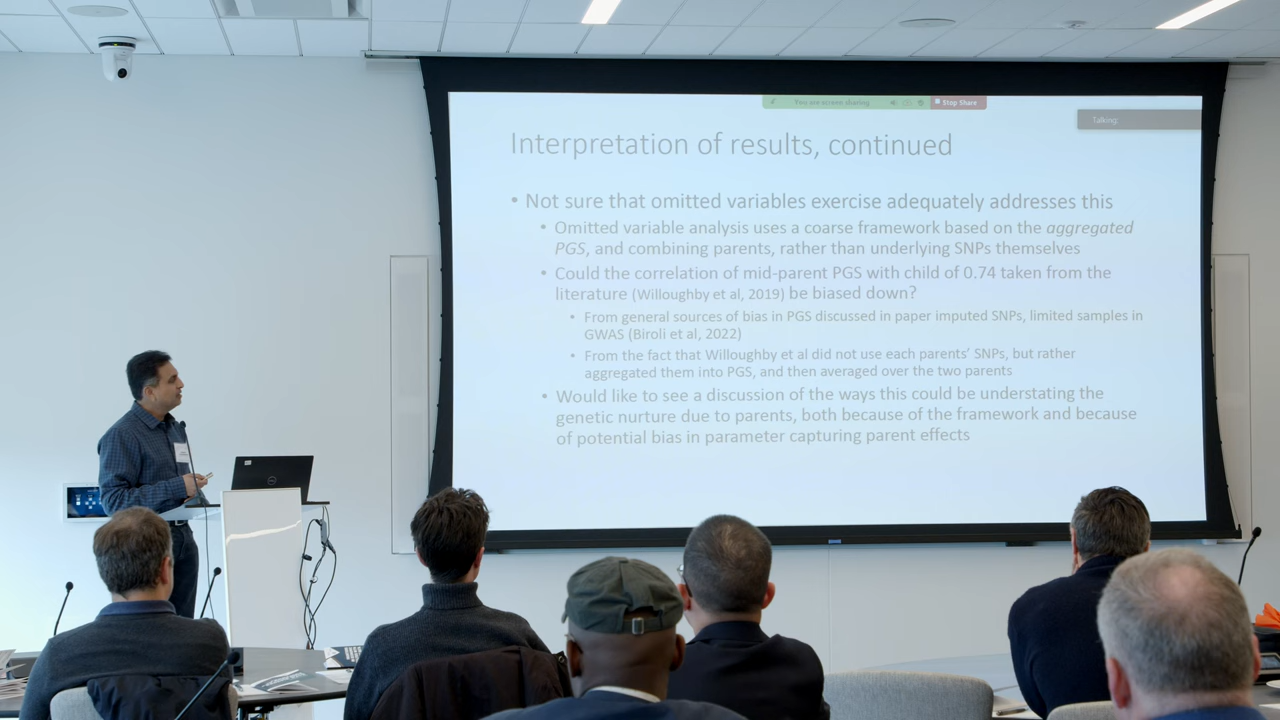 You are screen sharing
Stop Share
Talking:
Interpretation of results, continued
• Not sure that omitted variables exercise adequately addresses this
• Omitted variable analysis uses a coarse framework based on the aggregated
PGS, and combining parents, rather than underlying SNPs themselves
• Could the correlation of mid-parent PGS with child of 0.74 taken from the
literature (Willoughby et al, 2019) be biased down?
• From general sources of bias in PGS discussed in paper imputed SNPs, limited samples in
GWAS (Biroli et al, 2022)
• From the fact that Willoughby et al did not use each parents’ SNPs, but rather
aggregated them into PGS, and then averaged over the two parents
• Would like to see a discussion of the ways this could be understating the
genetic nurture due to parents, both because of the framework and because
of potential bias in parameter capturing parent effects